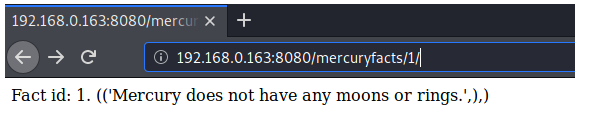 192.168.0.163:8080/mercur
192.168.0.163:8080/mercuryfacts/1/
Fact id: 1. (('Mercury does not have any moons or rings.',),)